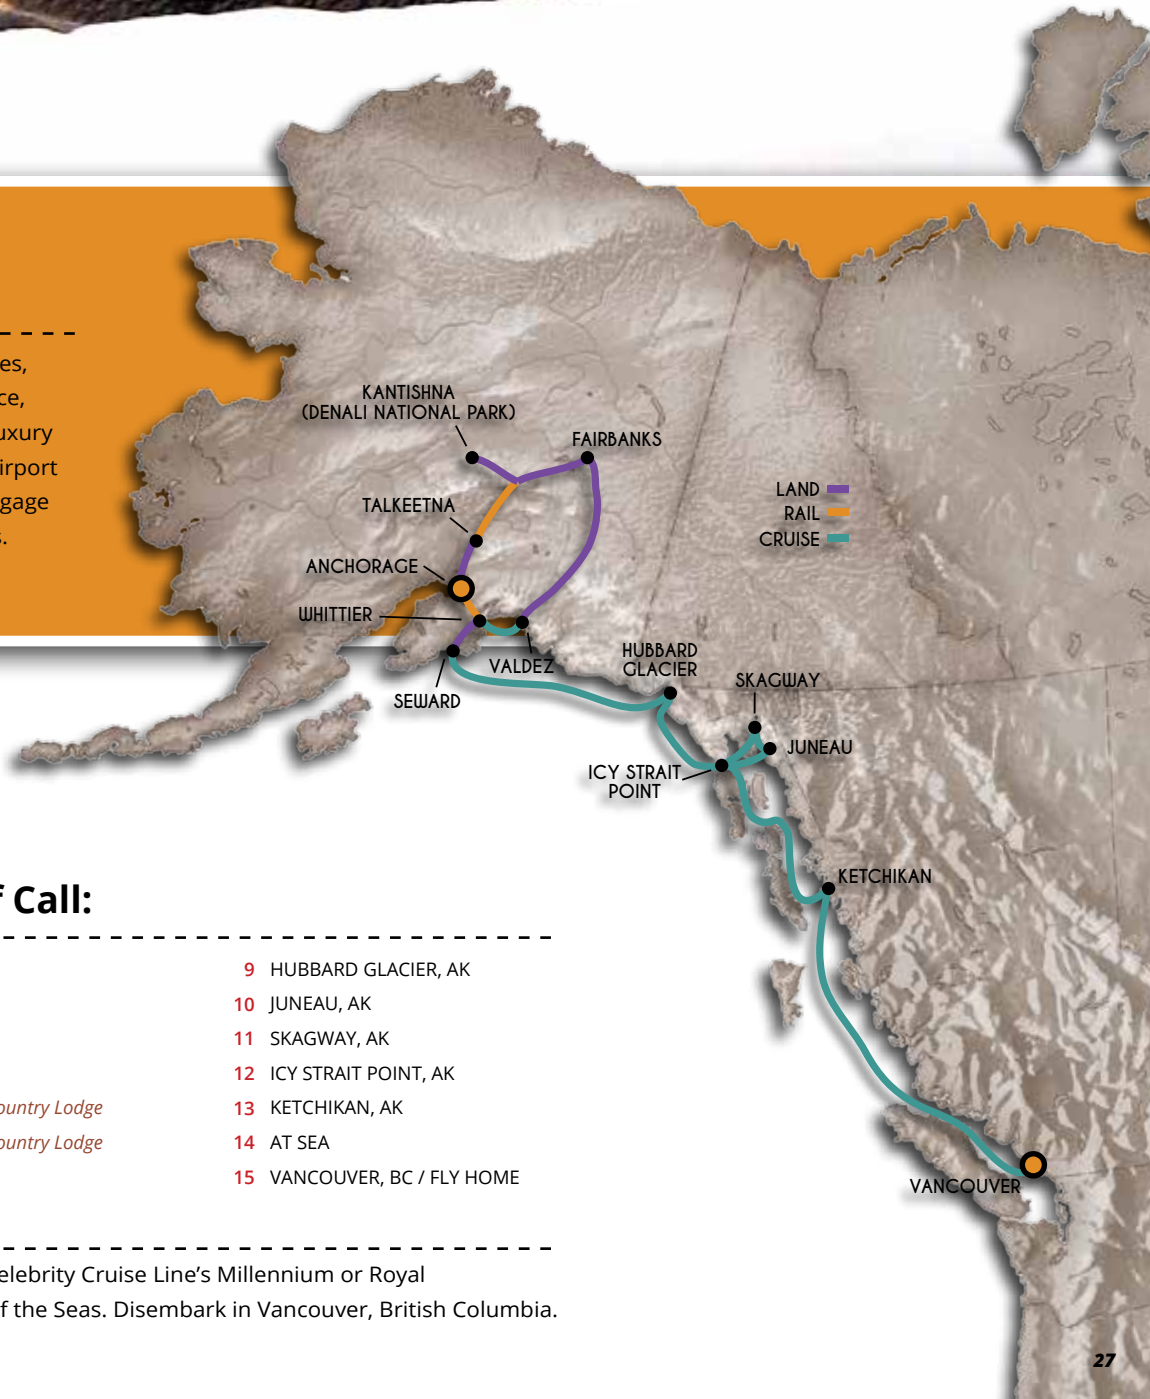 es,
ce,
uxury
irport
gage
s.
KANTISHNA
(DENALI NATIONAL PARK)
FAIRBANKS
TALKEETNA
ANCHORAGE
WHITTIER
VALDEZ
SEWARD
LAND
RAIL
CRUISE
HUBBARD
GLACIER
SKAGWAY
JUNEAU
ICY STRAIT
POINT
KETCHIKAN
VANCOUVER
f Call:
9 HUBBARD GLACIER, AK
10 JUNEAU, AK
11 SKAGWAY, AK
12 ICY STRAIT POINT, AK
ountry Lodge
13 KETCHIKAN, AK
ountry Lodge
14 AT SEA
15 VANCOUVER, BC / FLY HOME
elebrity Cruise Line’s Millennium or Royal
f the Seas. Disembark in Vancouver, British Columbia.
27